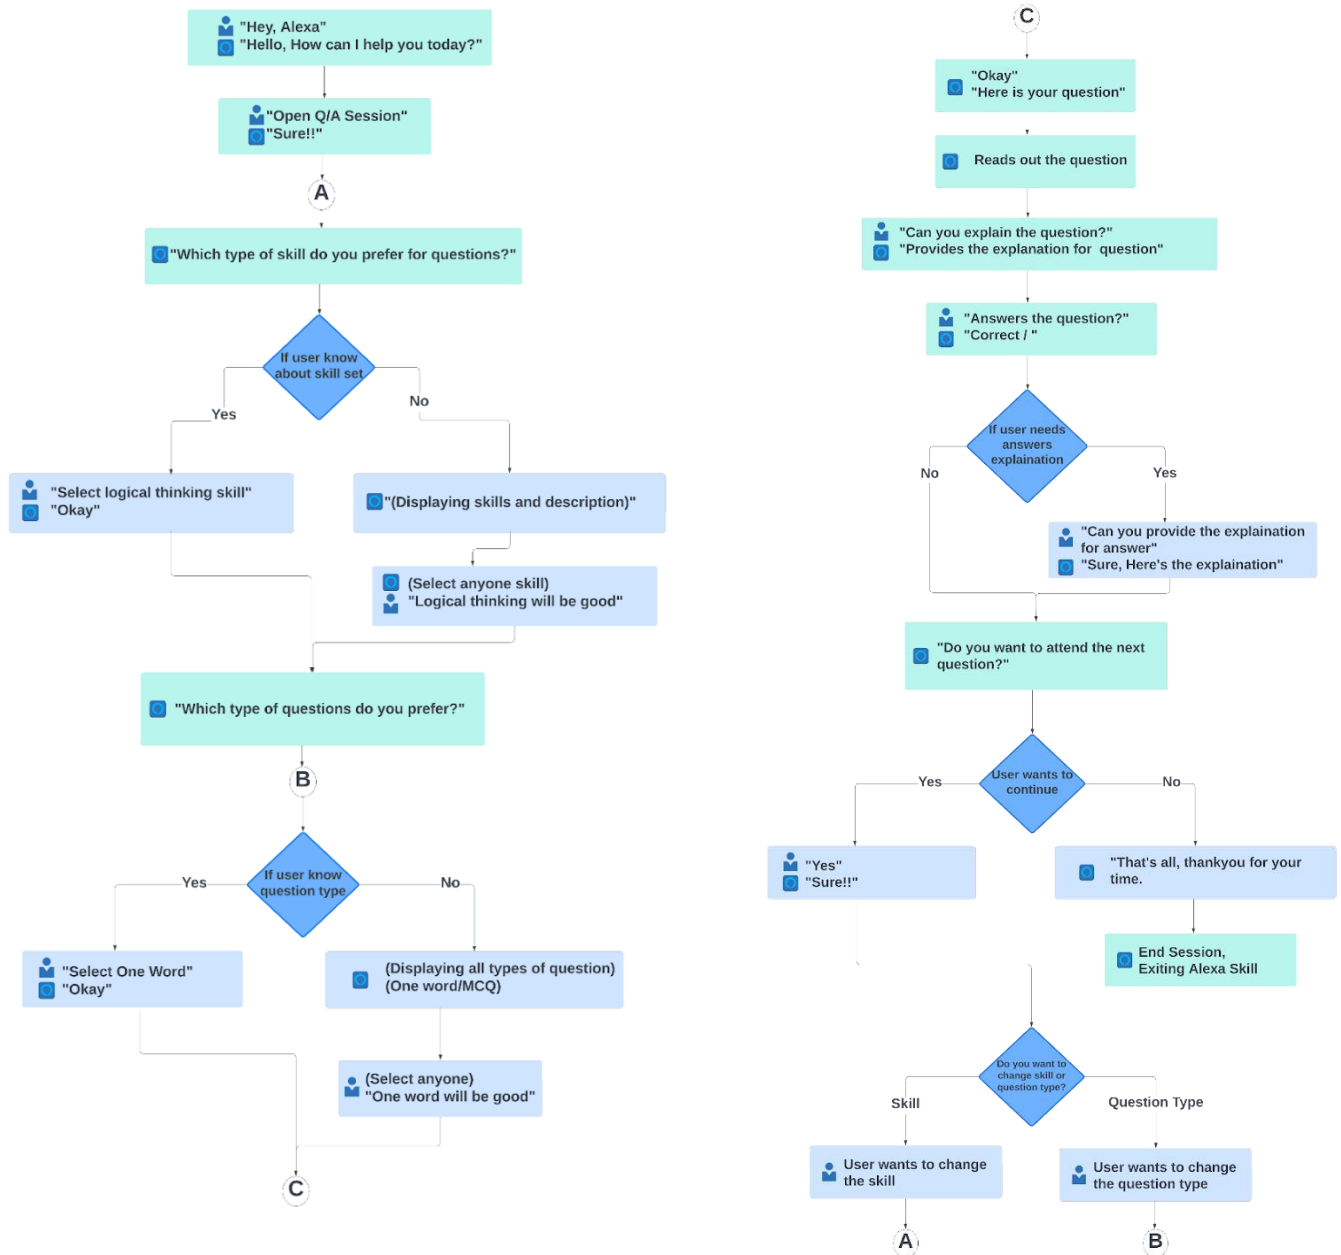 "Hey, Alexa"
"Hello, How can I help you today?"
"Open Q/A Session"
"Sure!!"
A
"Which type of skill do you prefer for questions?"
If user know
about skill set
Yes
No
"Select logical thinking skill"
"Okay"
"(Displaying skills and description)"
(Select anyone skill)
"Logical thinking will be good"
"Which type of questions do you prefer?"
B
If user know
question type
Yes
No
"Select One Word"
"Okay"
(Displaying all types of question)
(One word/MCQ)
(Select anyone)
"One word will be good"
C
C
"Okay"
"Here is your question"
Reads out the question
"Can you explain the question?"
"Provides the explanation for question"
"Answers the question?"
"Correct / "
If user needs
answers
explaination
No
Yes
"Can you provide the explaination
for answer"
"Sure, Here's the explaination"
"Do you want to attend the next
question?"
User wants to
continue
Yes
No
"Yes"
"Sure!!"
"That's all, thankyou for your
time.
End Session,
Exiting Alexa Skill
Do you want to
change skill or
question type?
Skill
Question Type
User wants to change
the skill
User wants to change
the question type
A
B